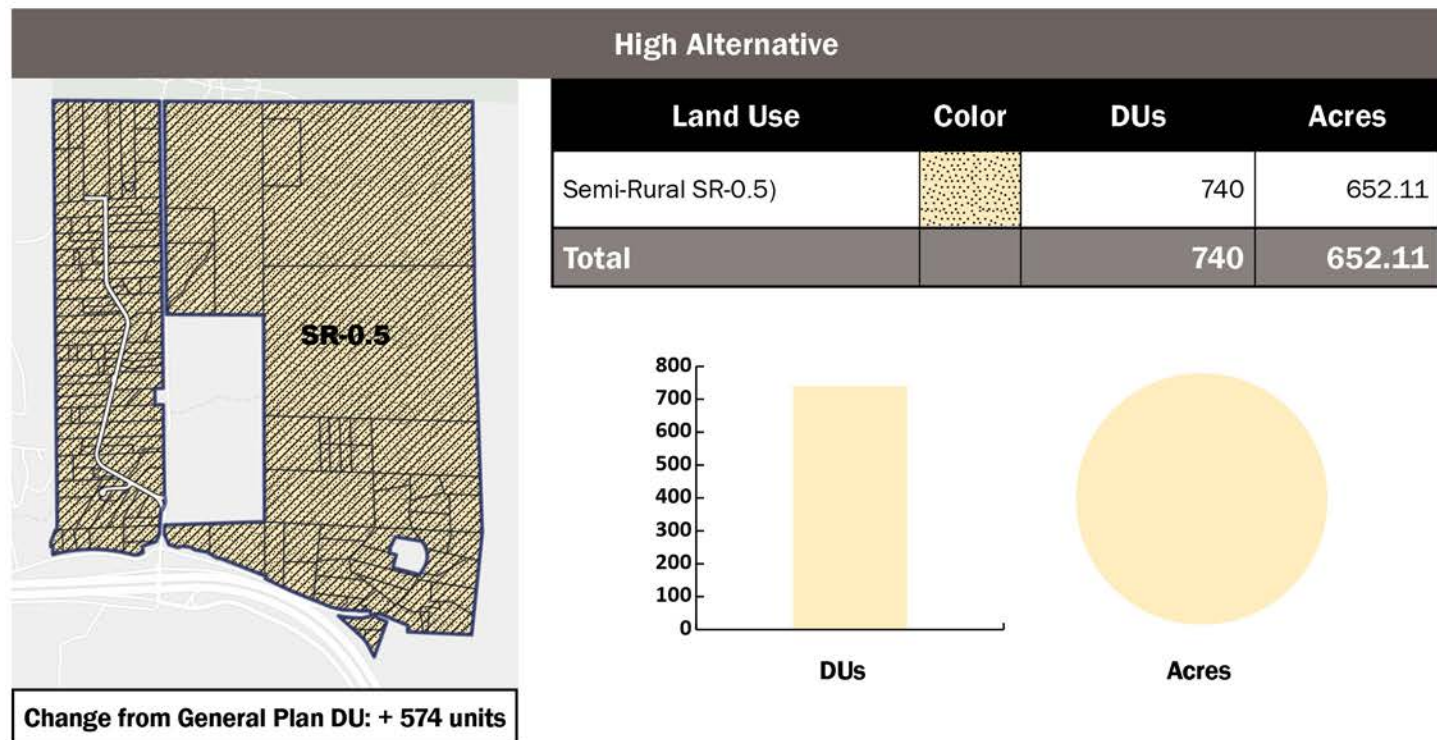 High Alternative
Land Use Color DUs Acres
Semi-Rural SR-0.5) 740 652.11
Total 740 652.11
SR-0.5
800
700
600
500
400
300
200
100
0
DUs
Acres
Change from General Plan DU: + 574 units